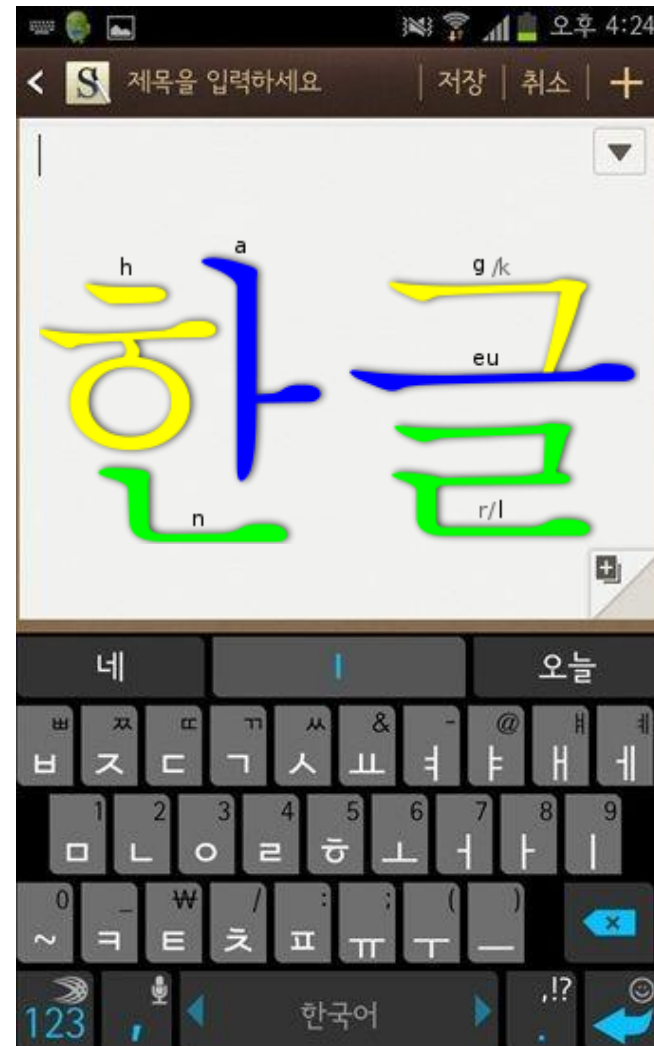 오후 4:24
S 제목을 입력하세요 저장 취소 +
h a g /k
한글
eu
n r/l
네 ㅣ 오늘
ㅃ ㅉ ㄸ ㄲ ㅆ & - @ ㅒ ㅖ
ㅂ ㅈ ㄷ ㄱ ㅅ ㅛ ㅕ ㅑ ㅐ ㅔ
1 2 3 4 5 6 7 8 9
ㅁ ㄴ ㅇ ㄹ ㅎ ㅗ ㅓ ㅏ ㅣ
0 _ ₩ / : ; ( )
~ ㅋ ㅌ ㅊ ㅍ ㅠ ㅜ ㅡ
123 , 한국어 ,!? .